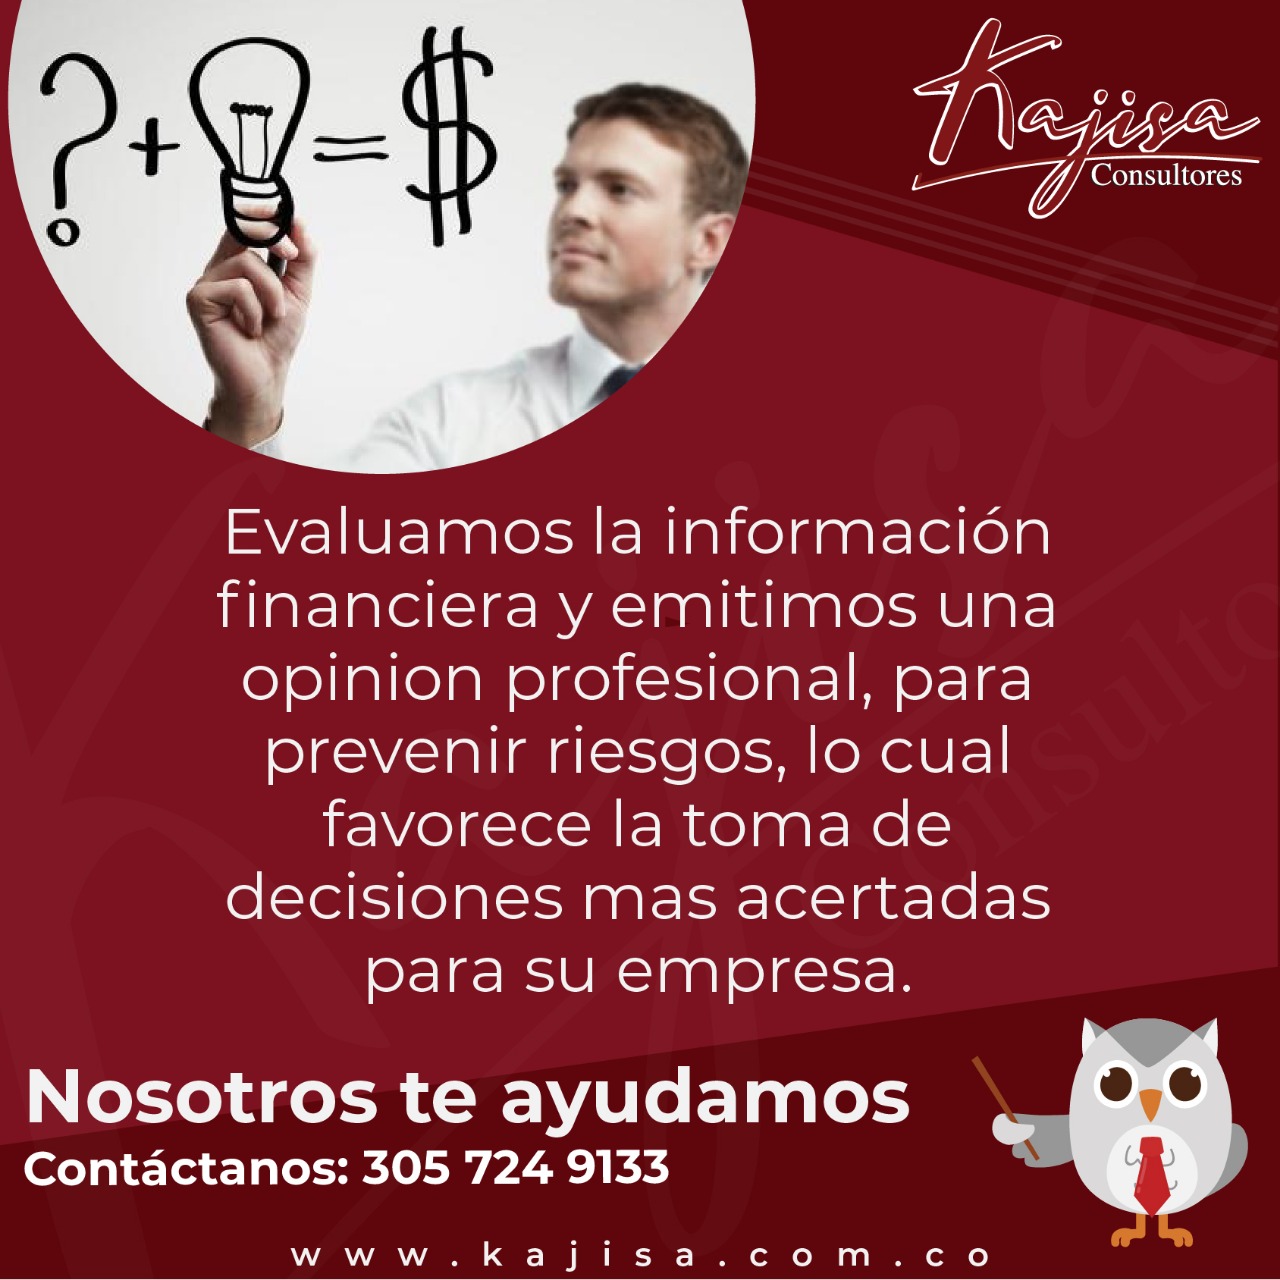 ? + = $
Kajisa
Consultores
Evaluamos la información
financiera y emitimos una
opinion profesional, para
prevenir riesgos, lo cual
favorece la toma de
decisiones mas acertadas
para su empresa.
Nosotros te ayudamos
Contáctanos: 305 724 9133
www.kajisa.com.co